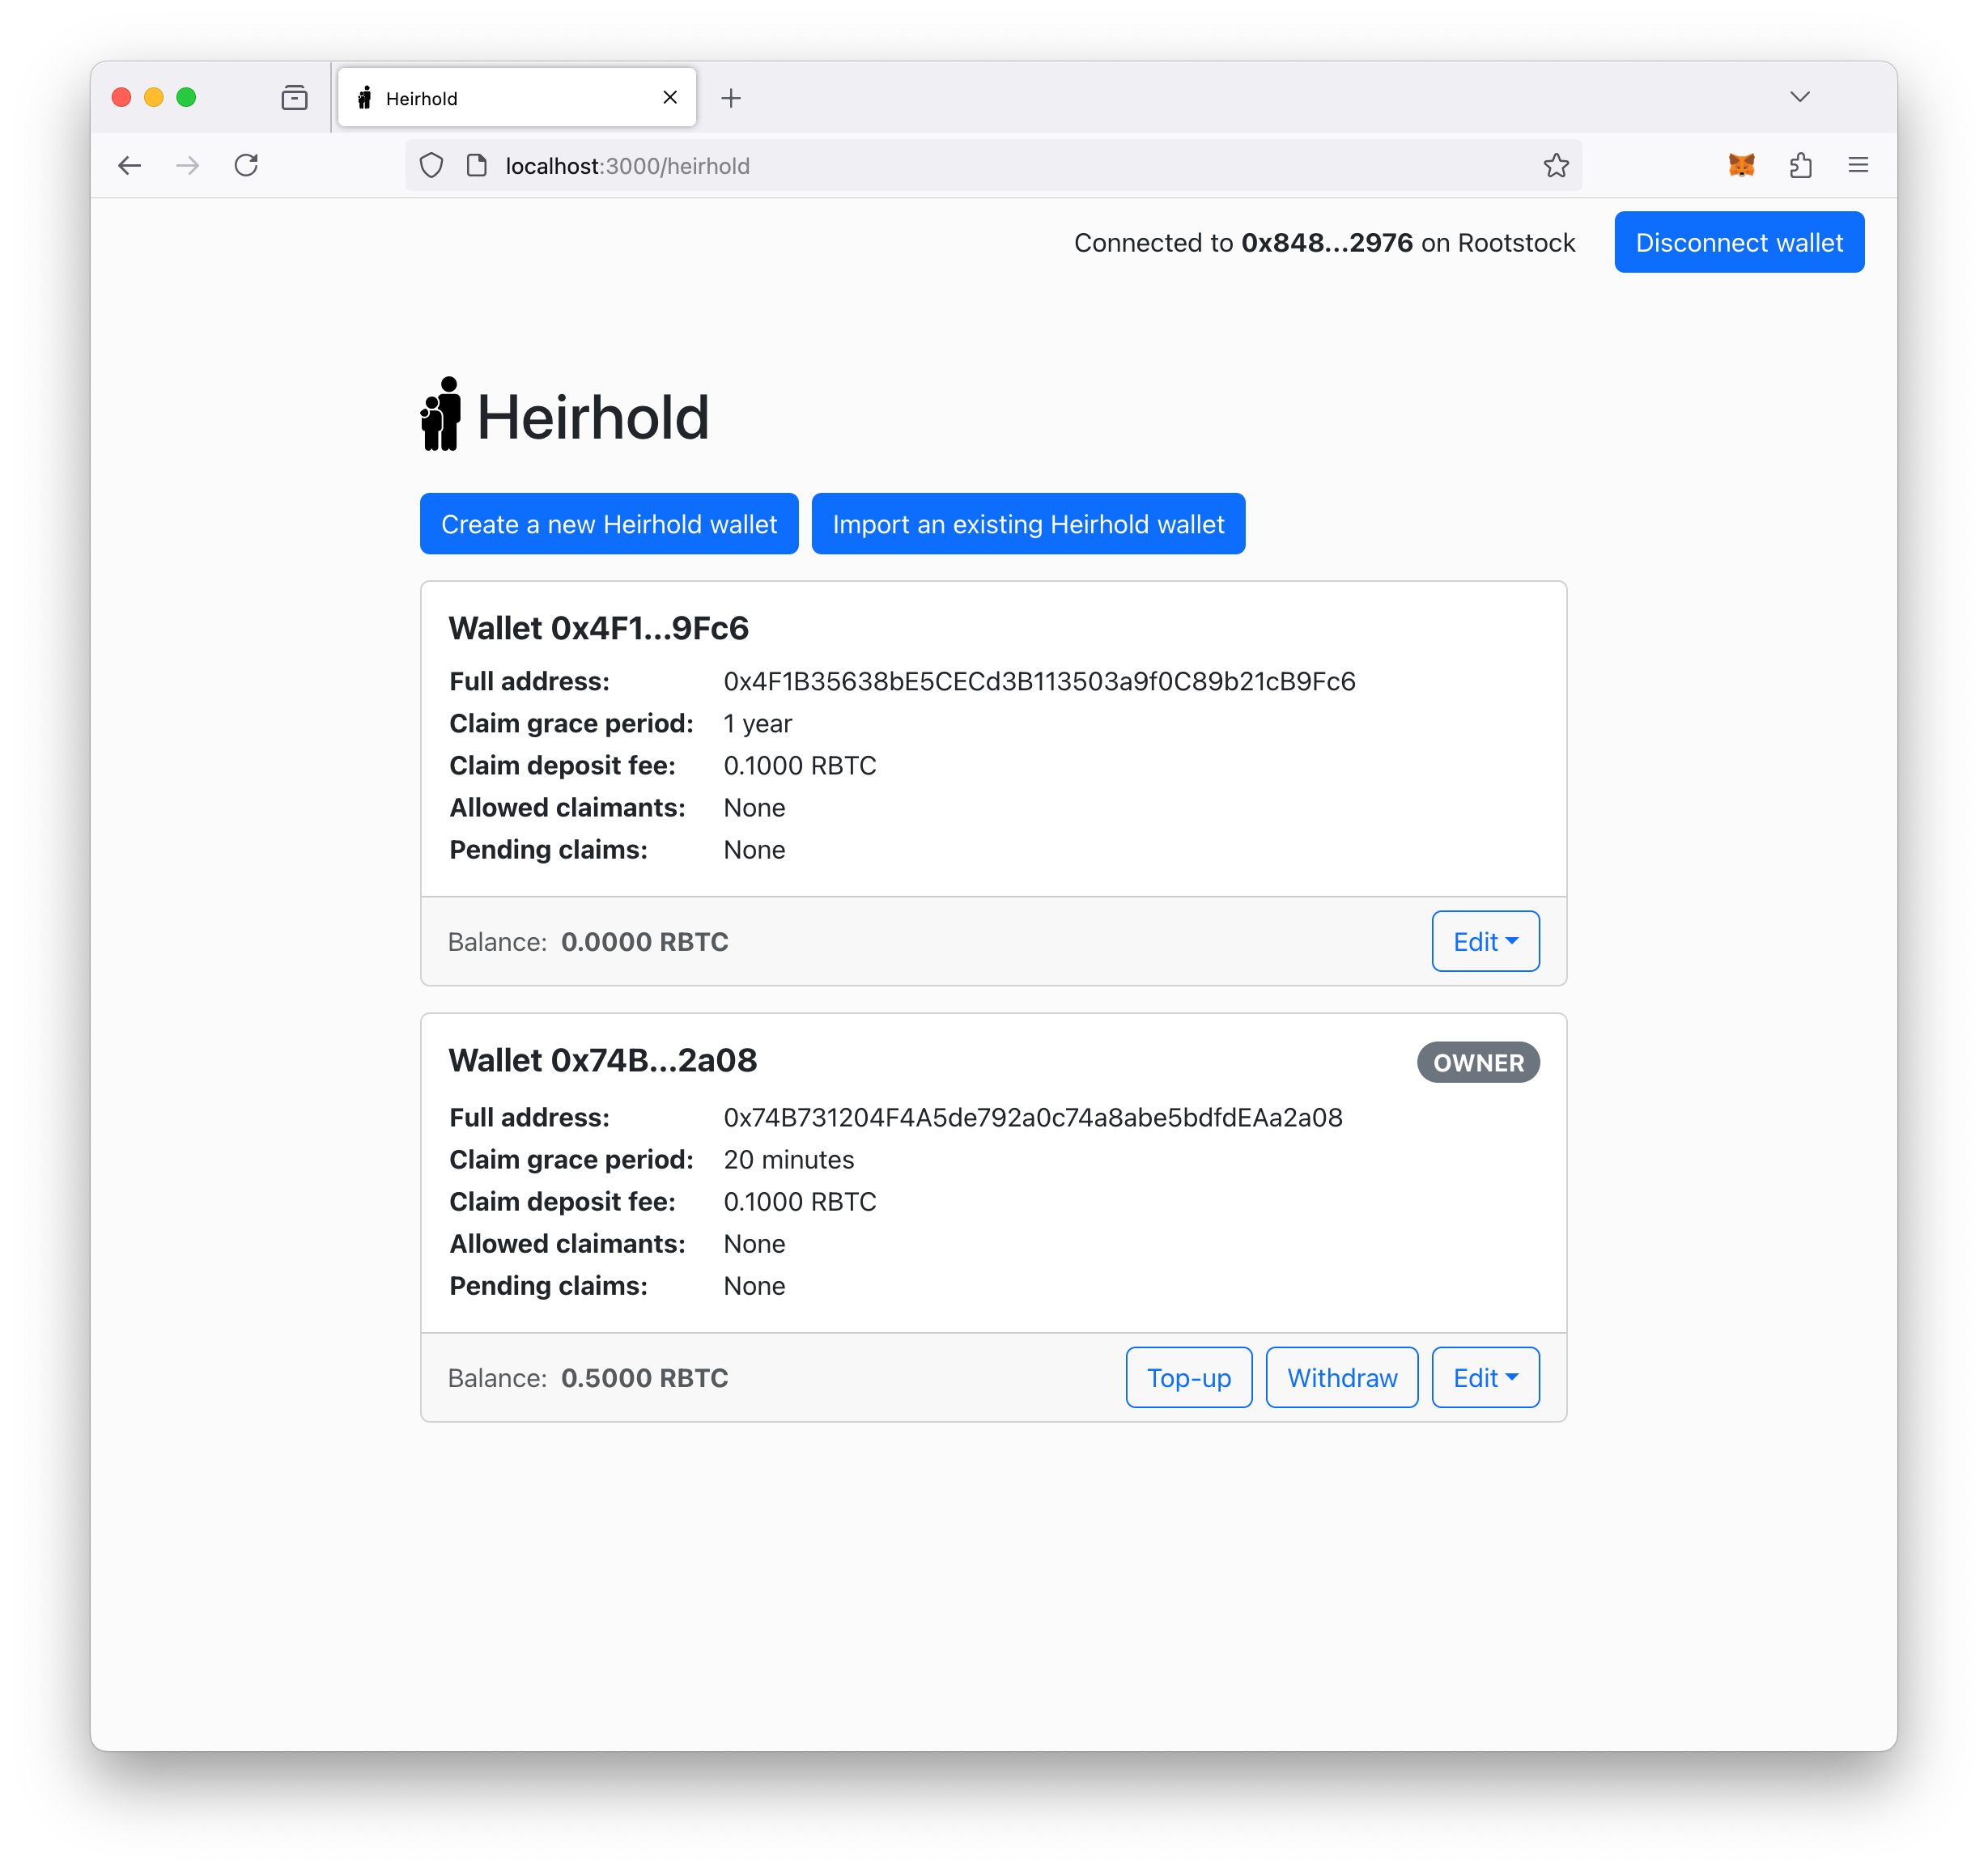 Heirhold
localhost:3000/heirhold
Connected to 0x848...2976 on Rootstock
Disconnect wallet
Heirhold
Create a new Heirhold wallet
Import an existing Heirhold wallet
Wallet 0x4F1...9Fc6
Full address: 0x4F1B35638bE5CECd3B113503a9f0C89b21cB9Fc6
Claim grace period: 1 year
Claim deposit fee: 0.1000 RBTC
Allowed claimants: None
Pending claims: None
Balance: 0.0000 RBTC
Edit
Wallet 0x74B...2a08
OWNER
Full address: 0x74B731204F4A5de792a0c74a8abe5bdfdEAa2a08
Claim grace period: 20 minutes
Claim deposit fee: 0.1000 RBTC
Allowed claimants: None
Pending claims: None
Balance: 0.5000 RBTC
Top-up
Withdraw
Edit